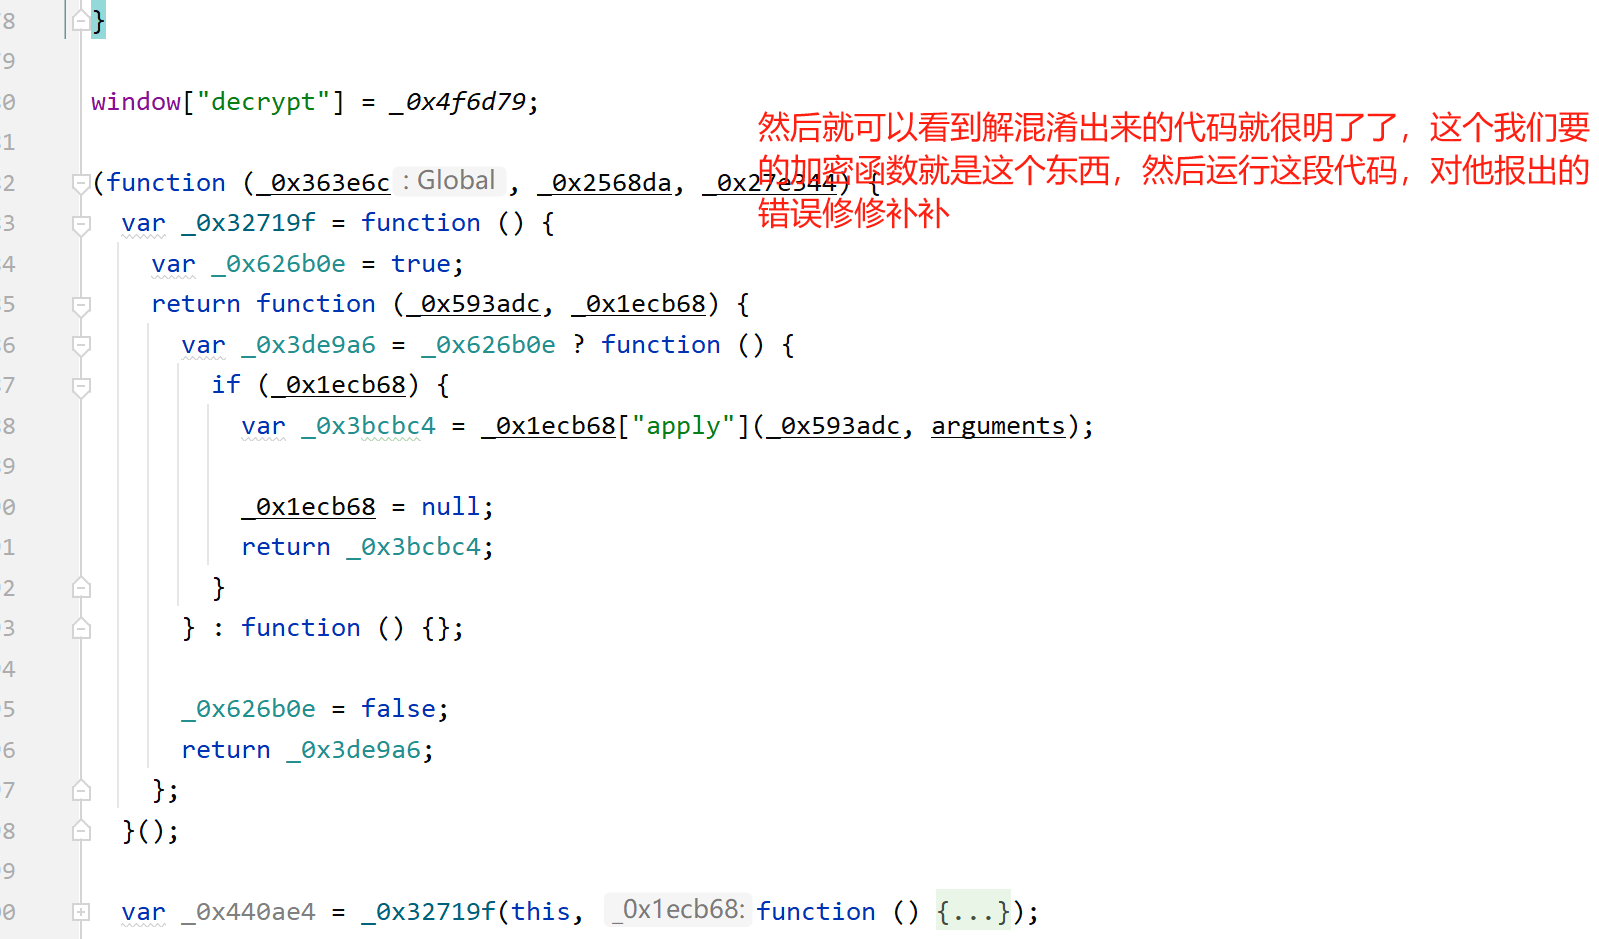 8 }
9
0 window["decrypt"] = _0x4f6d79;
1
然后就可以看到解混淆出来的代码就很明了了，这个我们要
的加密函数就是这个东西，然后运行这段代码，对他报出的
错误修修补补
2 (function (_0x363e6c : Global , _0x2568da, _0x27e344) {
3 var _0x32719f = function () {
4 var _0x626b0e = true;
5 return function (_0x593adc, _0x1ecb68) {
6 var _0x3de9a6 = _0x626b0e ? function () {
7 if (_0x1ecb68) {
8 var _0x3bcbc4 = _0x1ecb68["apply"](_0x593adc, arguments);
9
0 _0x1ecb68 = null;
1 return _0x3bcbc4;
2 }
3 } : function () {};
4
5 _0x626b0e = false;
6 return _0x3de9a6;
7 };
8 }();
9
0 var _0x440ae4 = _0x32719f(this, _0x1ecb68: function () {...});